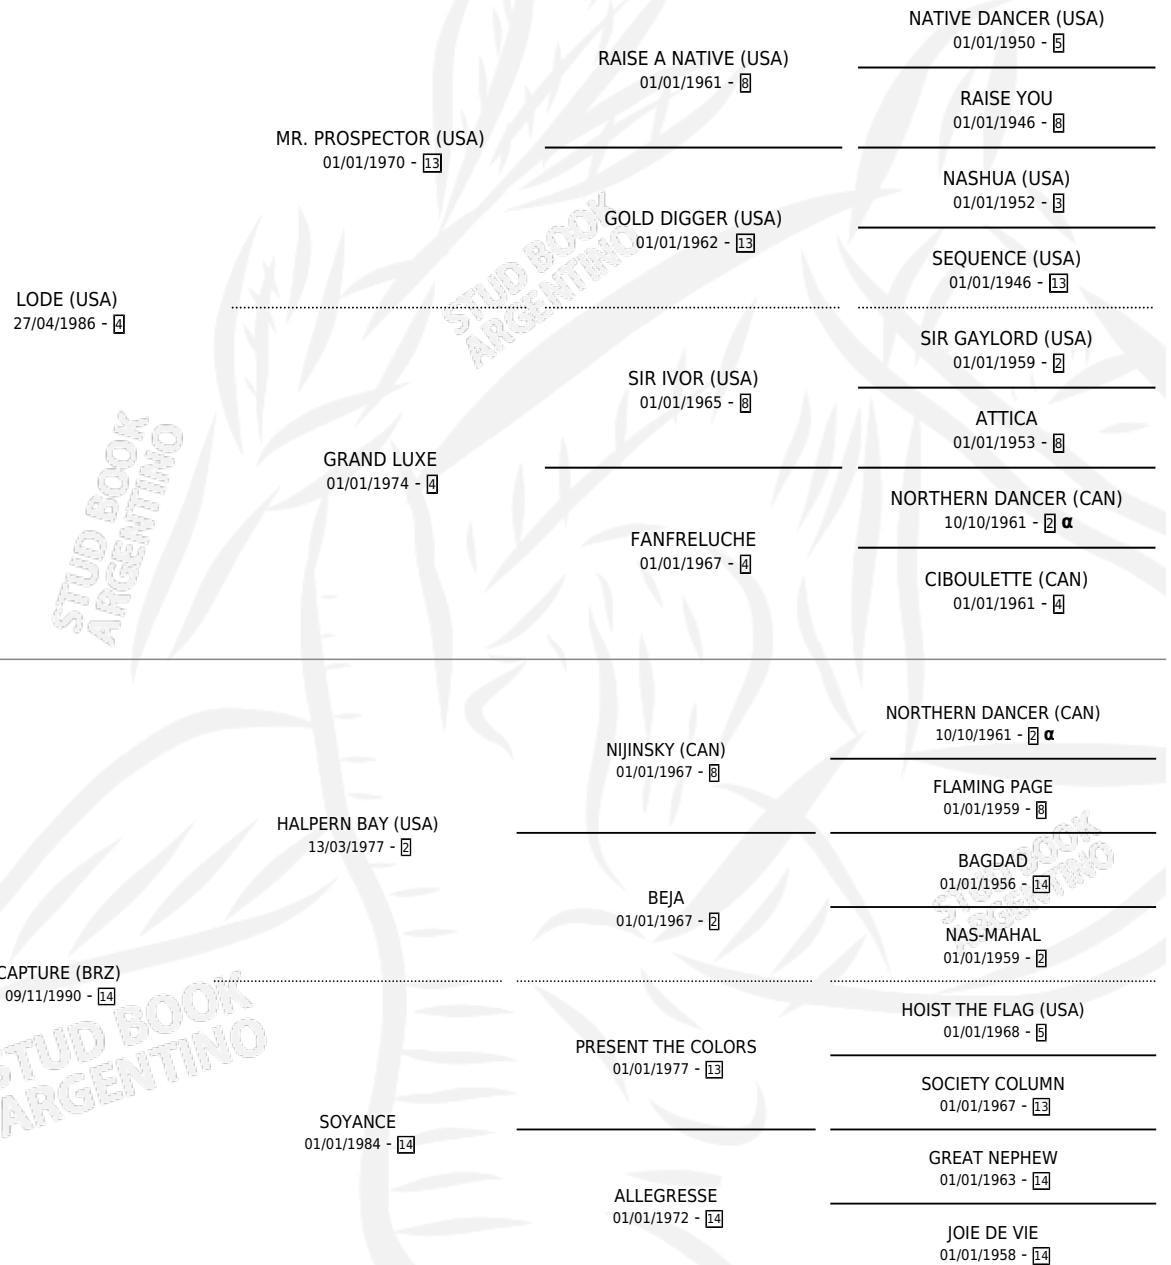 NATIVE DANCER (USA)
01/01/1950 - 5
RAISE A NATIVE (USA)
01/01/1961 - 8
RAISE YOU
01/01/1946 - 8
MR. PROSPECTOR (USA)
01/01/1970 - 13
NASHUA (USA)
01/01/1952 - 3
GOLD DIGGER (USA)
01/01/1962 - 13
SEQUENCE (USA)
01/01/1946 - 13
LODE (USA)
27/04/1986 - 4
SIR GAYLORD (USA)
01/01/1959 - 2
SIR IVOR (USA)
01/01/1965 - 8
ATTICA
01/01/1953 - 8
GRAND LUXE
01/01/1974 - 4
NORTHERN DANCER (CAN)
10/10/1961 - 2 α
FANFRELUCHE
01/01/1967 - 4
CIBOULETTE (CAN)
01/01/1961 - 4
NORTHERN DANCER (CAN)
10/10/1961 - 2 α
NIJINSKY (CAN)
01/01/1967 - 8
FLAMING PAGE
01/01/1959 - 8
HALPERN BAY (USA)
13/03/1977 - 2
BAGDAD
01/01/1956 - 14
BEJA
01/01/1967 - 2
NAS-MAHAL
01/01/1959 - 2
CAPTURE (BRZ)
09/11/1990 - 14
HOIST THE FLAG (USA)
01/01/1968 - 5
PRESENT THE COLORS
01/01/1977 - 13
SOCIETY COLUMN
01/01/1967 - 13
SOYANCE
01/01/1984 - 14
GREAT NEPHEW
01/01/1963 - 14
ALLEGRESSE
01/01/1972 - 14
JOIE DE VIE
01/01/1958 - 14
STUD BOOK
ARGENTINO
STUD BOOK
ARGENTINO
STUD BOOK
ARGENTINO
STUD BOOK
ARGENTINO